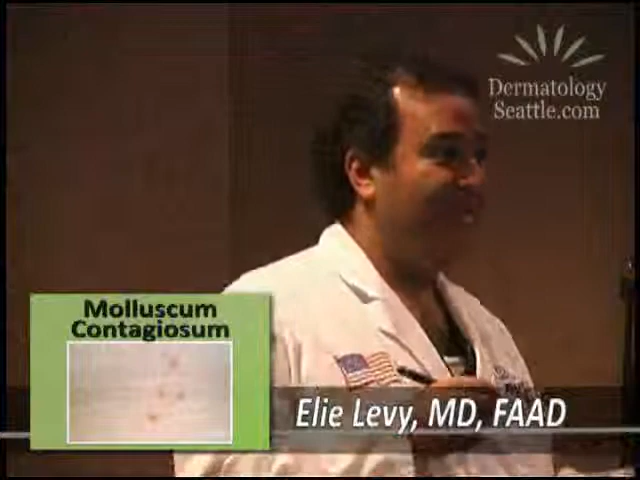 Dermatology
Seattle.com
Molluscum
Contagiosum
Elie Levy, MD, FAAD